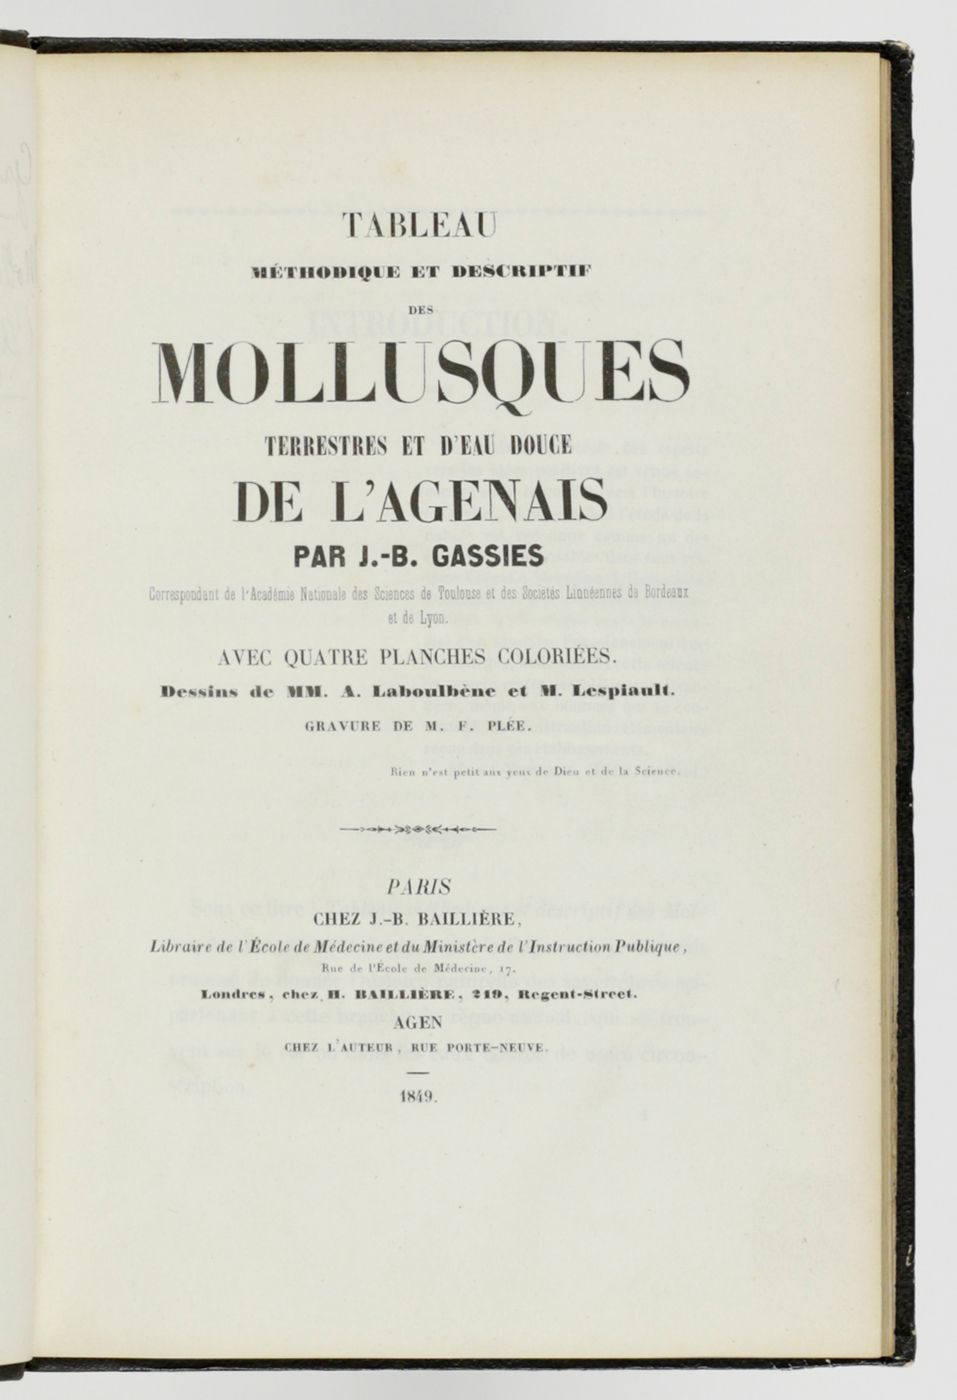 TABLEAU
MÉTHODIQUE ET DESCRIPTIF
DES
MOLLUSQUES
TERRESTRES ET D'EAU DOUCE
DE L'AGENAIS
PAR J.-B. GASSIES
Correspondant de l'Académie Nationale des Sciences de Toulouse et des Sociétés Linnéennes de Bordeaux
et de Lyon.
AVEC QUATRE PLANCHES COLORIÉES.
Dessins de MM. A. Laboulbène et M. Lespiault.
GRAVURE DE M. F. PLÉE.
Rien n'est petit aux yeux de Dieu et de la Science.
PARIS
CHEZ J.-B. BAILLIÈRE,
Libraire de l'École de Médecine et du Ministère de l'Instruction Publique,
Rue de l'École de Médecine, 17.
Londres, chez H. BAILLIÈRE, 219, Regent-Street.
AGEN
CHEZ L'AUTEUR, RUE PORTE-NEUVE.
1849.